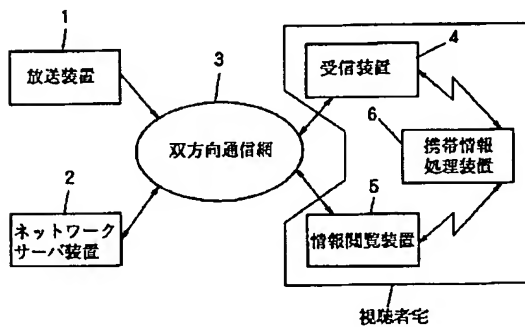 1
放送装置
3
4
受信装置
6
携帯情報
処理装置
双方向通信網
2
ネットワーク
サーバ装置
5
情報閲覧装置
視聴者宅